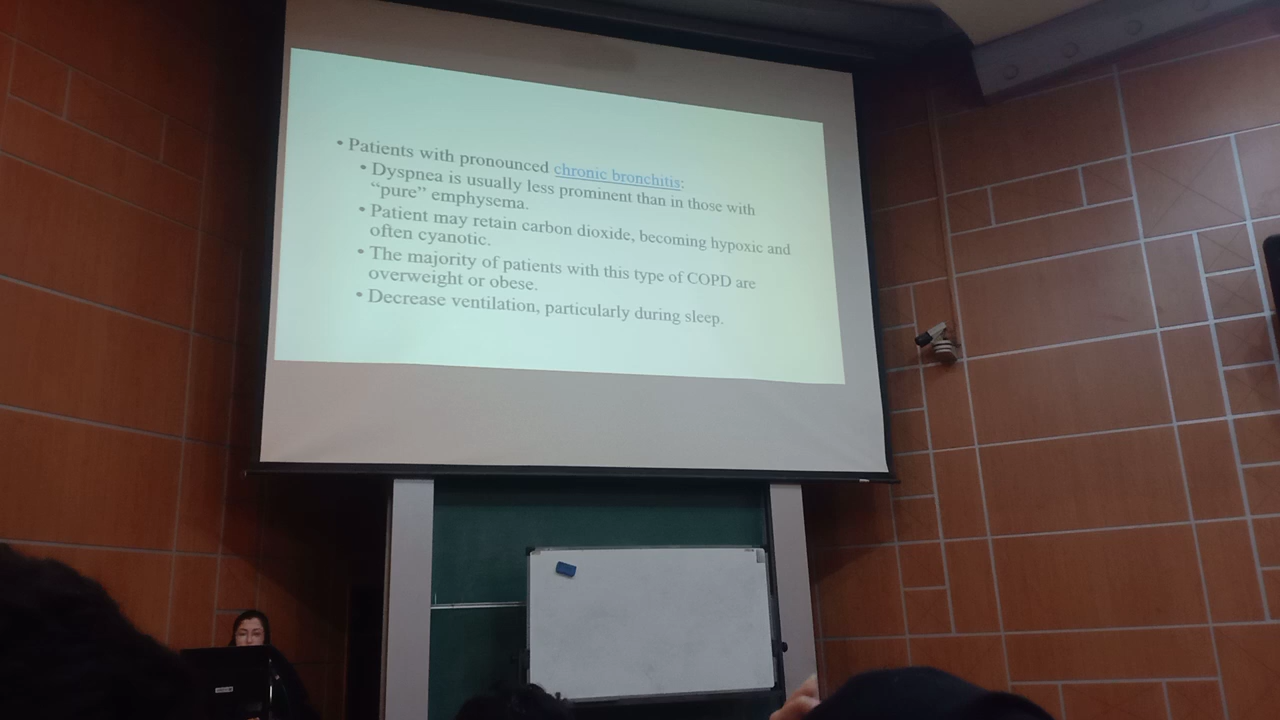 • Patients with pronounced chronic bronchitis:
• Dyspnea is usually less prominent than in those with
“pure” emphysema.
• Patient may retain carbon dioxide, becoming hypoxic and
often cyanotic.
• The majority of patients with this type of COPD are
overweight or obese.
• Decrease ventilation, particularly during sleep.